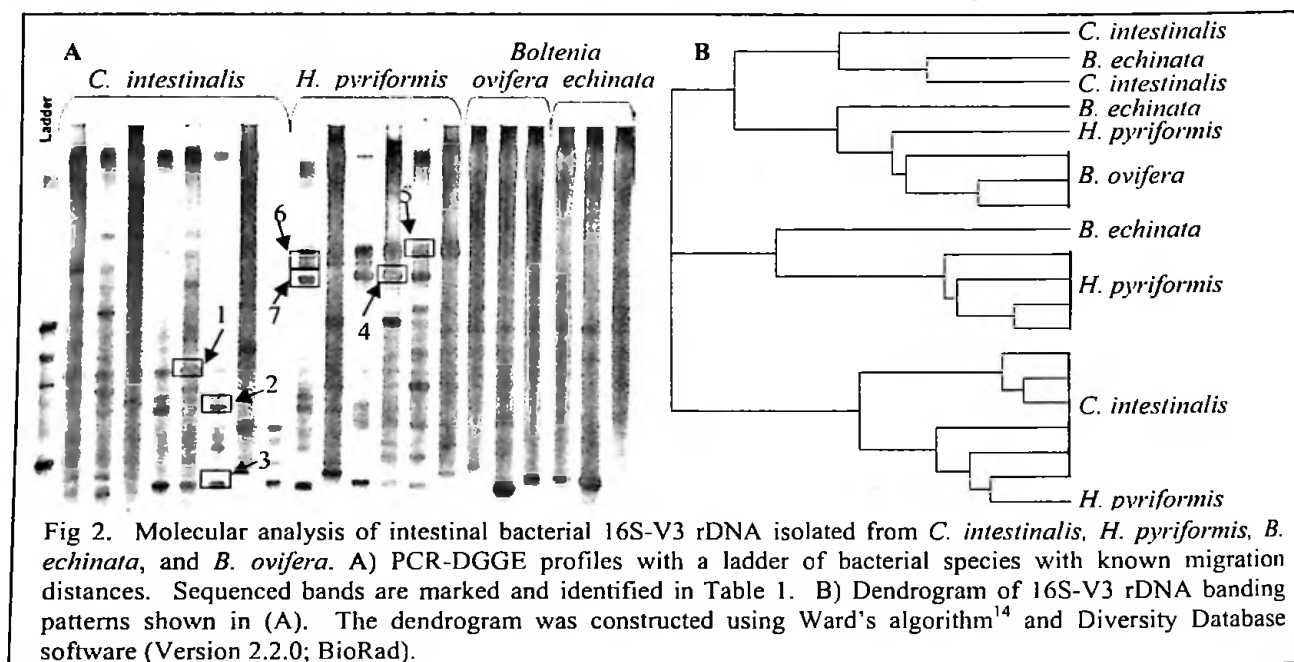 A
Boltenia
C. intestinalis
H. pyriformis
ovifera echinata
Ladder
6
5
7
4
1
2
3
B
C. intestinalis
B. echinata
C. intestinalis
B. echinata
H. pyriformis
B. ovifera
B. echinata
H. pyriformis
C. intestinalis
H. pyriformis
Fig 2. Molecular analysis of intestinal bacterial 16S-V3 rDNA isolated from C. intestinalis, H. pyriformis, B.
echinata, and B. ovifera. A) PCR-DGGE profiles with a ladder of bacterial species with known migration
distances. Sequenced bands are marked and identified in Table 1. B) Dendrogram of 16S-V3 rDNA banding
patterns shown in (A). The dendrogram was constructed using Ward's algorithm14 and Diversity Database
software (Version 2.2.0; BioRad).